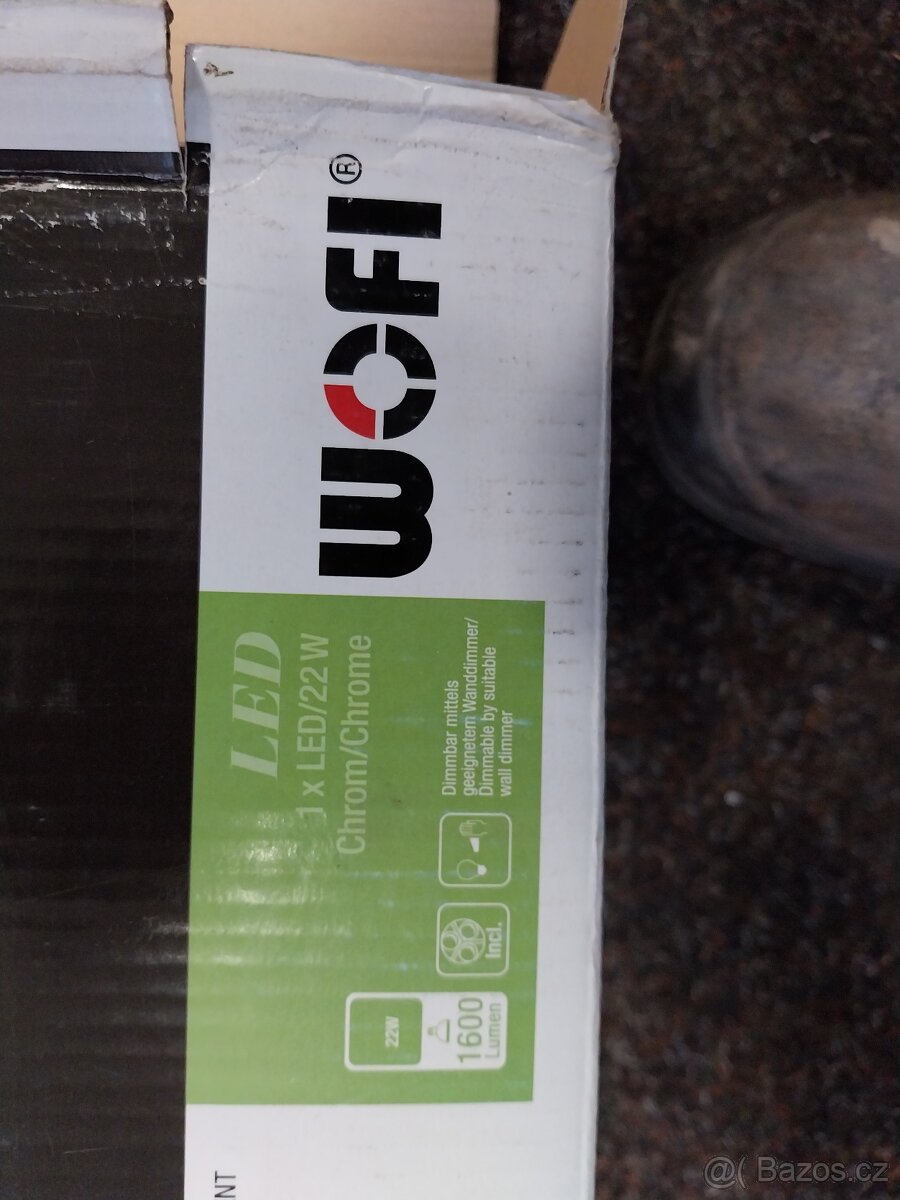 WOFI®
LED
1 x LED/22 W
Chrom/Chrome
Dimmbar mittels
geeignetem Wanddimmer/
Dimmable by suitable
wall dimmer
Incl.
22W
1600
Lumen
NT
@( Bazos.cz